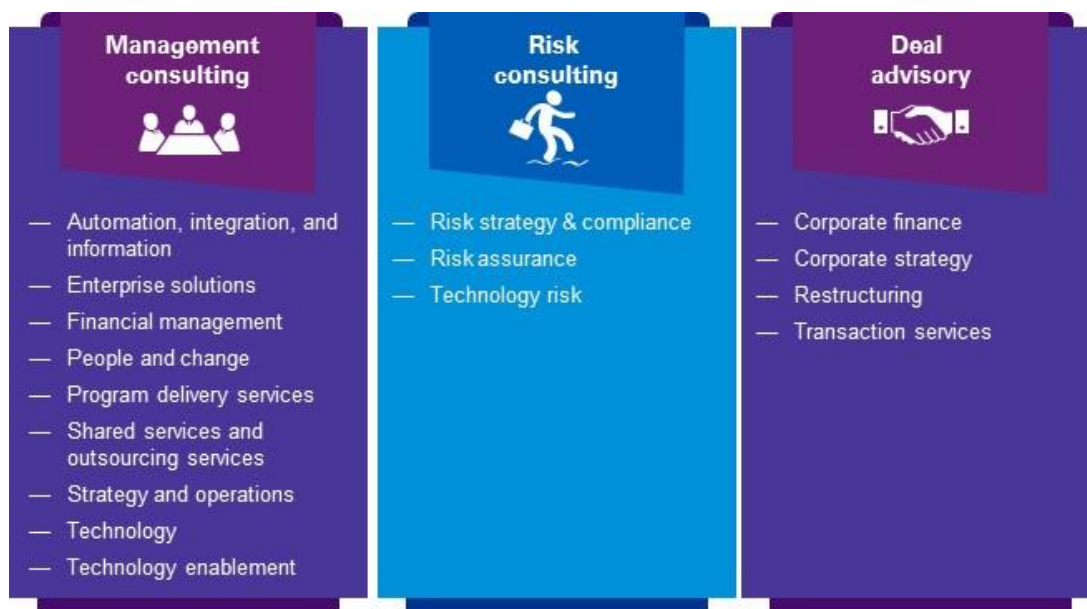 Management
consulting
— Automation, integration, and
information
— Enterprise solutions
— Financial management
— People and change
— Program delivery services
— Shared services and
outsourcing services
— Strategy and operations
— Technology
— Technology enablement
Risk
consulting
— Risk strategy & compliance
— Risk assurance
— Technology risk
Deal
advisory
— Corporate finance
— Corporate strategy
— Restructuring
— Transaction services